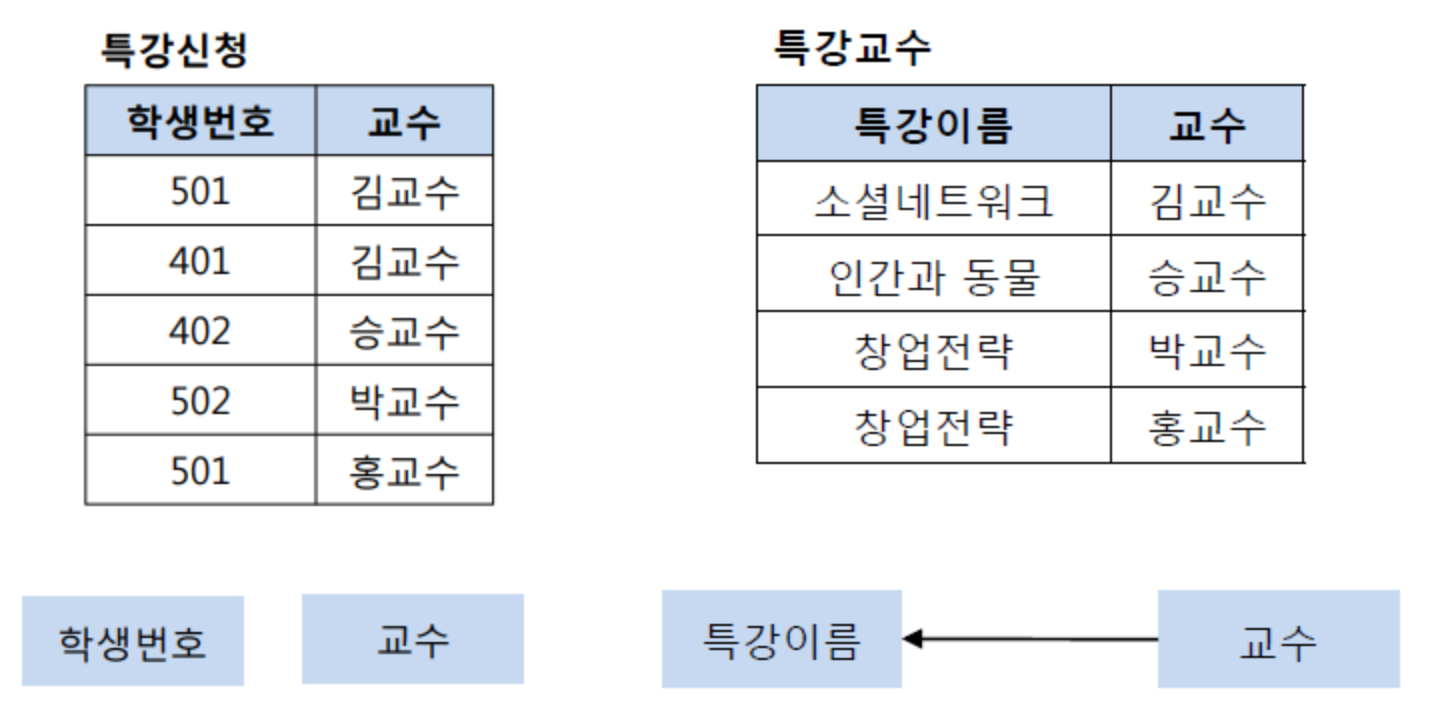 특강신청
학생번호 교수
501 김교수
401 김교수
402 승교수
502 박교수
501 홍교수
특강교수
특강이름 교수
소셜네트워크 김교수
인간과 동물 승교수
창업전략 박교수
창업전략 홍교수
학생번호 교수
특강이름 교수